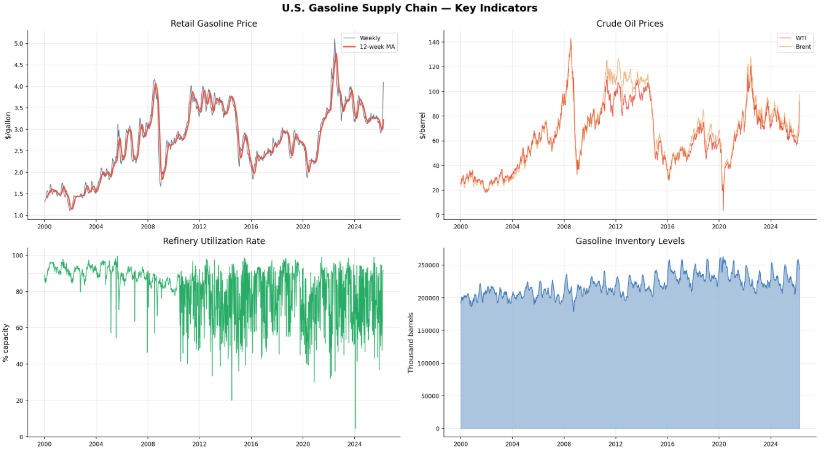 U.S. Gasoline Supply Chain — Key Indicators
Retail Gasoline Price
$/gallon
5.0
4.5
4.0
3.5
3.0
2.5
2.0
1.5
1.0
Weekly
12-week MA
2000 2004 2008 2012 2016 2020 2024
Crude Oil Prices
$/barrel
140
120
100
80
60
40
20
0
WTI
Brent
2000 2004 2008 2012 2016 2020 2024
Refinery Utilization Rate
% capacity
100
80
60
40
20
0
2000 2004 2008 2012 2016 2020 2024
Gasoline Inventory Levels
Thousand barrels
250000
200000
150000
100000
50000
0
2000 2004 2008 2012 2016 2020 2024